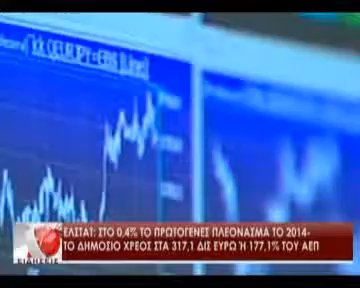 ΕΛΣΤΑΤ: ΣΤΟ 0,4% ΤΟ ΠΡΩΤΟΓΕΝΕΣ ΠΛΕΟΝΑΣΜΑ ΤΟ 2014-
ΤΟ ΔΗΜΟΣΙΟ ΧΡΕΟΣ ΣΤΑ 317,1 ΔΙΣ ΕΥΡΩ Ή 177,1% ΤΟΥ ΑΕΠ
ΕΙΔΗΣΕΙΣ